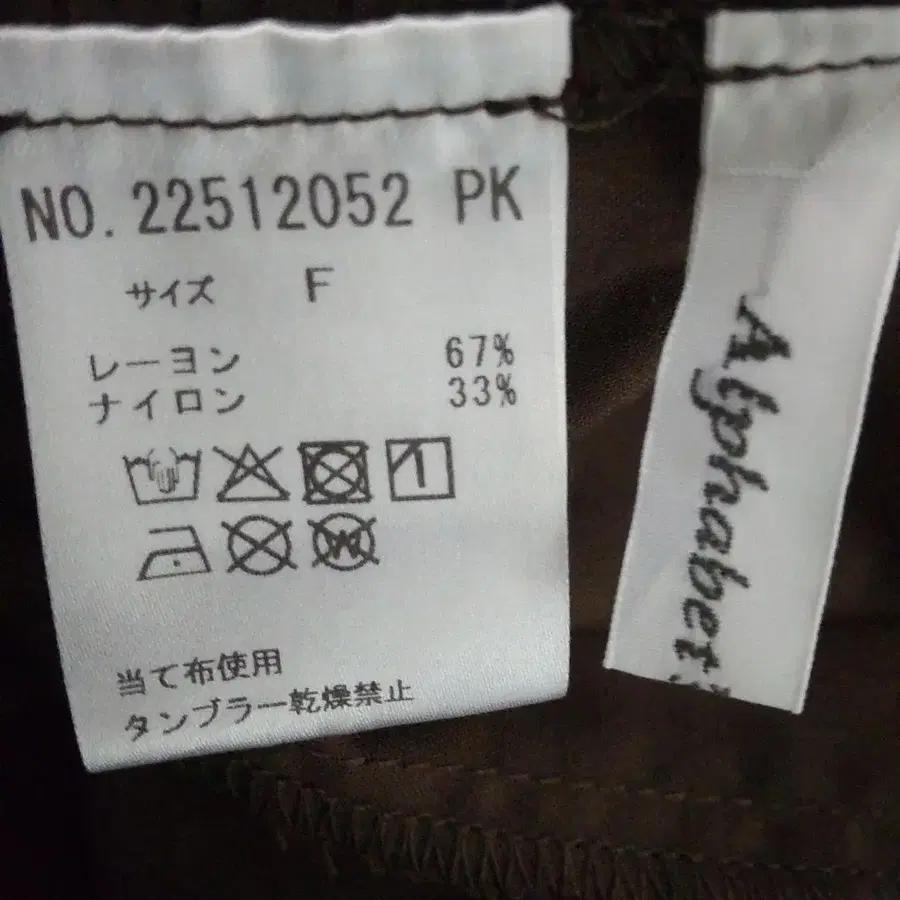 NO. 22512052 PK
サイズ F
レーヨン 67%
ナイロン 33%
当て布使用
タンブラー乾燥禁止
Alphabet's